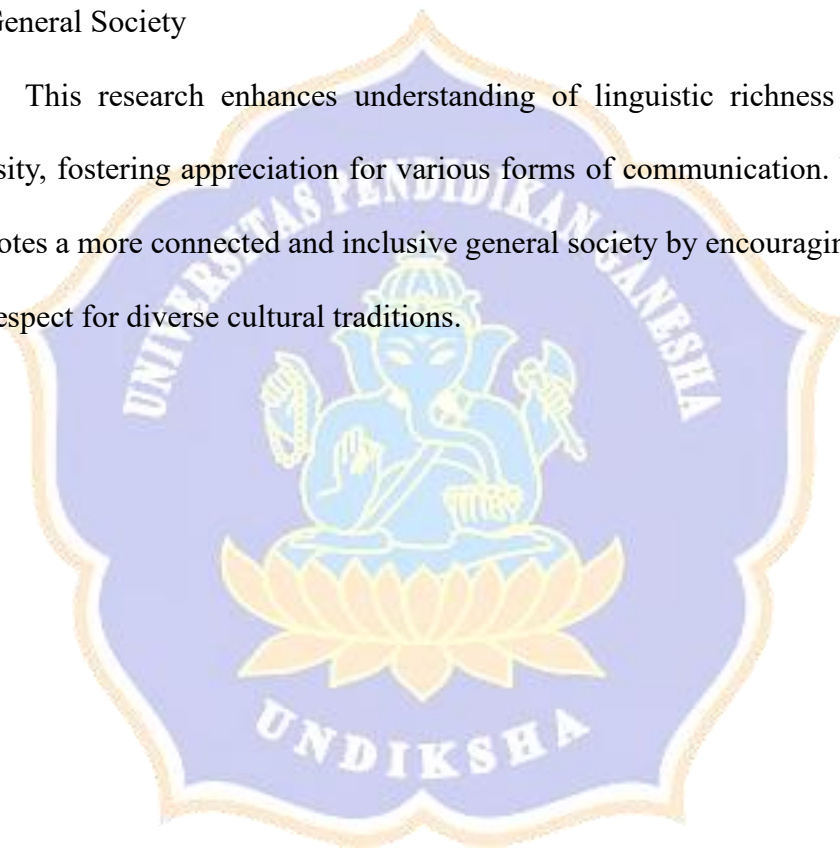 General Society
This research enhances understanding of linguistic richness
sity, fostering appreciation for various forms of communication.
otes a more connected and inclusive general society by encouragin
espect for diverse cultural traditions.
UNIVERSITAS PENDIDIKAN GANESHA
UNDIKSHA